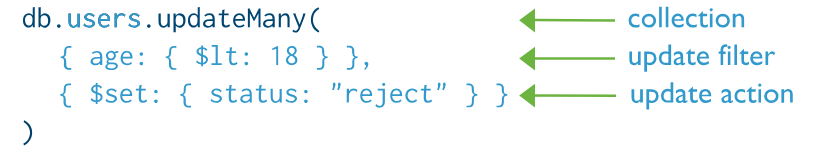 db.users.updateMany( collection
{ age: { $lt: 18 } }, update filter
{ $set: { status: "reject" } } update action
)